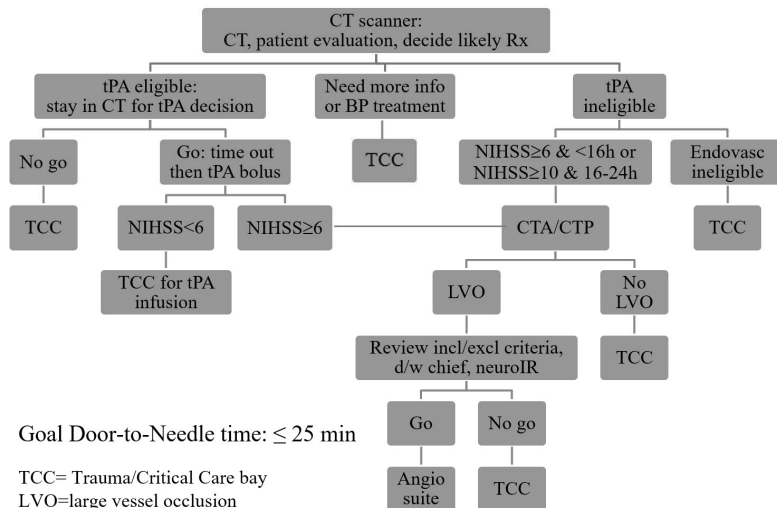 CT scanner:
CT, patient evaluation, decide likely Rx
tPA eligible:
stay in CT for tPA decision
Need more info
or BP treatment
tPA
ineligible
No go
Go: time out
then tPA bolus
TCC
NIHSS≥6 & <16h or
NIHSS≥10 & 16-24h
Endovasc
ineligible
TCC
NIHSS<6
NIHSS≥6
CTA/CTP
TCC
TCC for tPA
infusion
LVO
No
LVO
Review incl/excl criteria,
d/w chief, neuroIR
TCC
Go
No go
Angio
suite
TCC
Goal Door-to-Needle time: ≤ 25 min
TCC= Trauma/Critical Care bay
LVO=large vessel occlusion